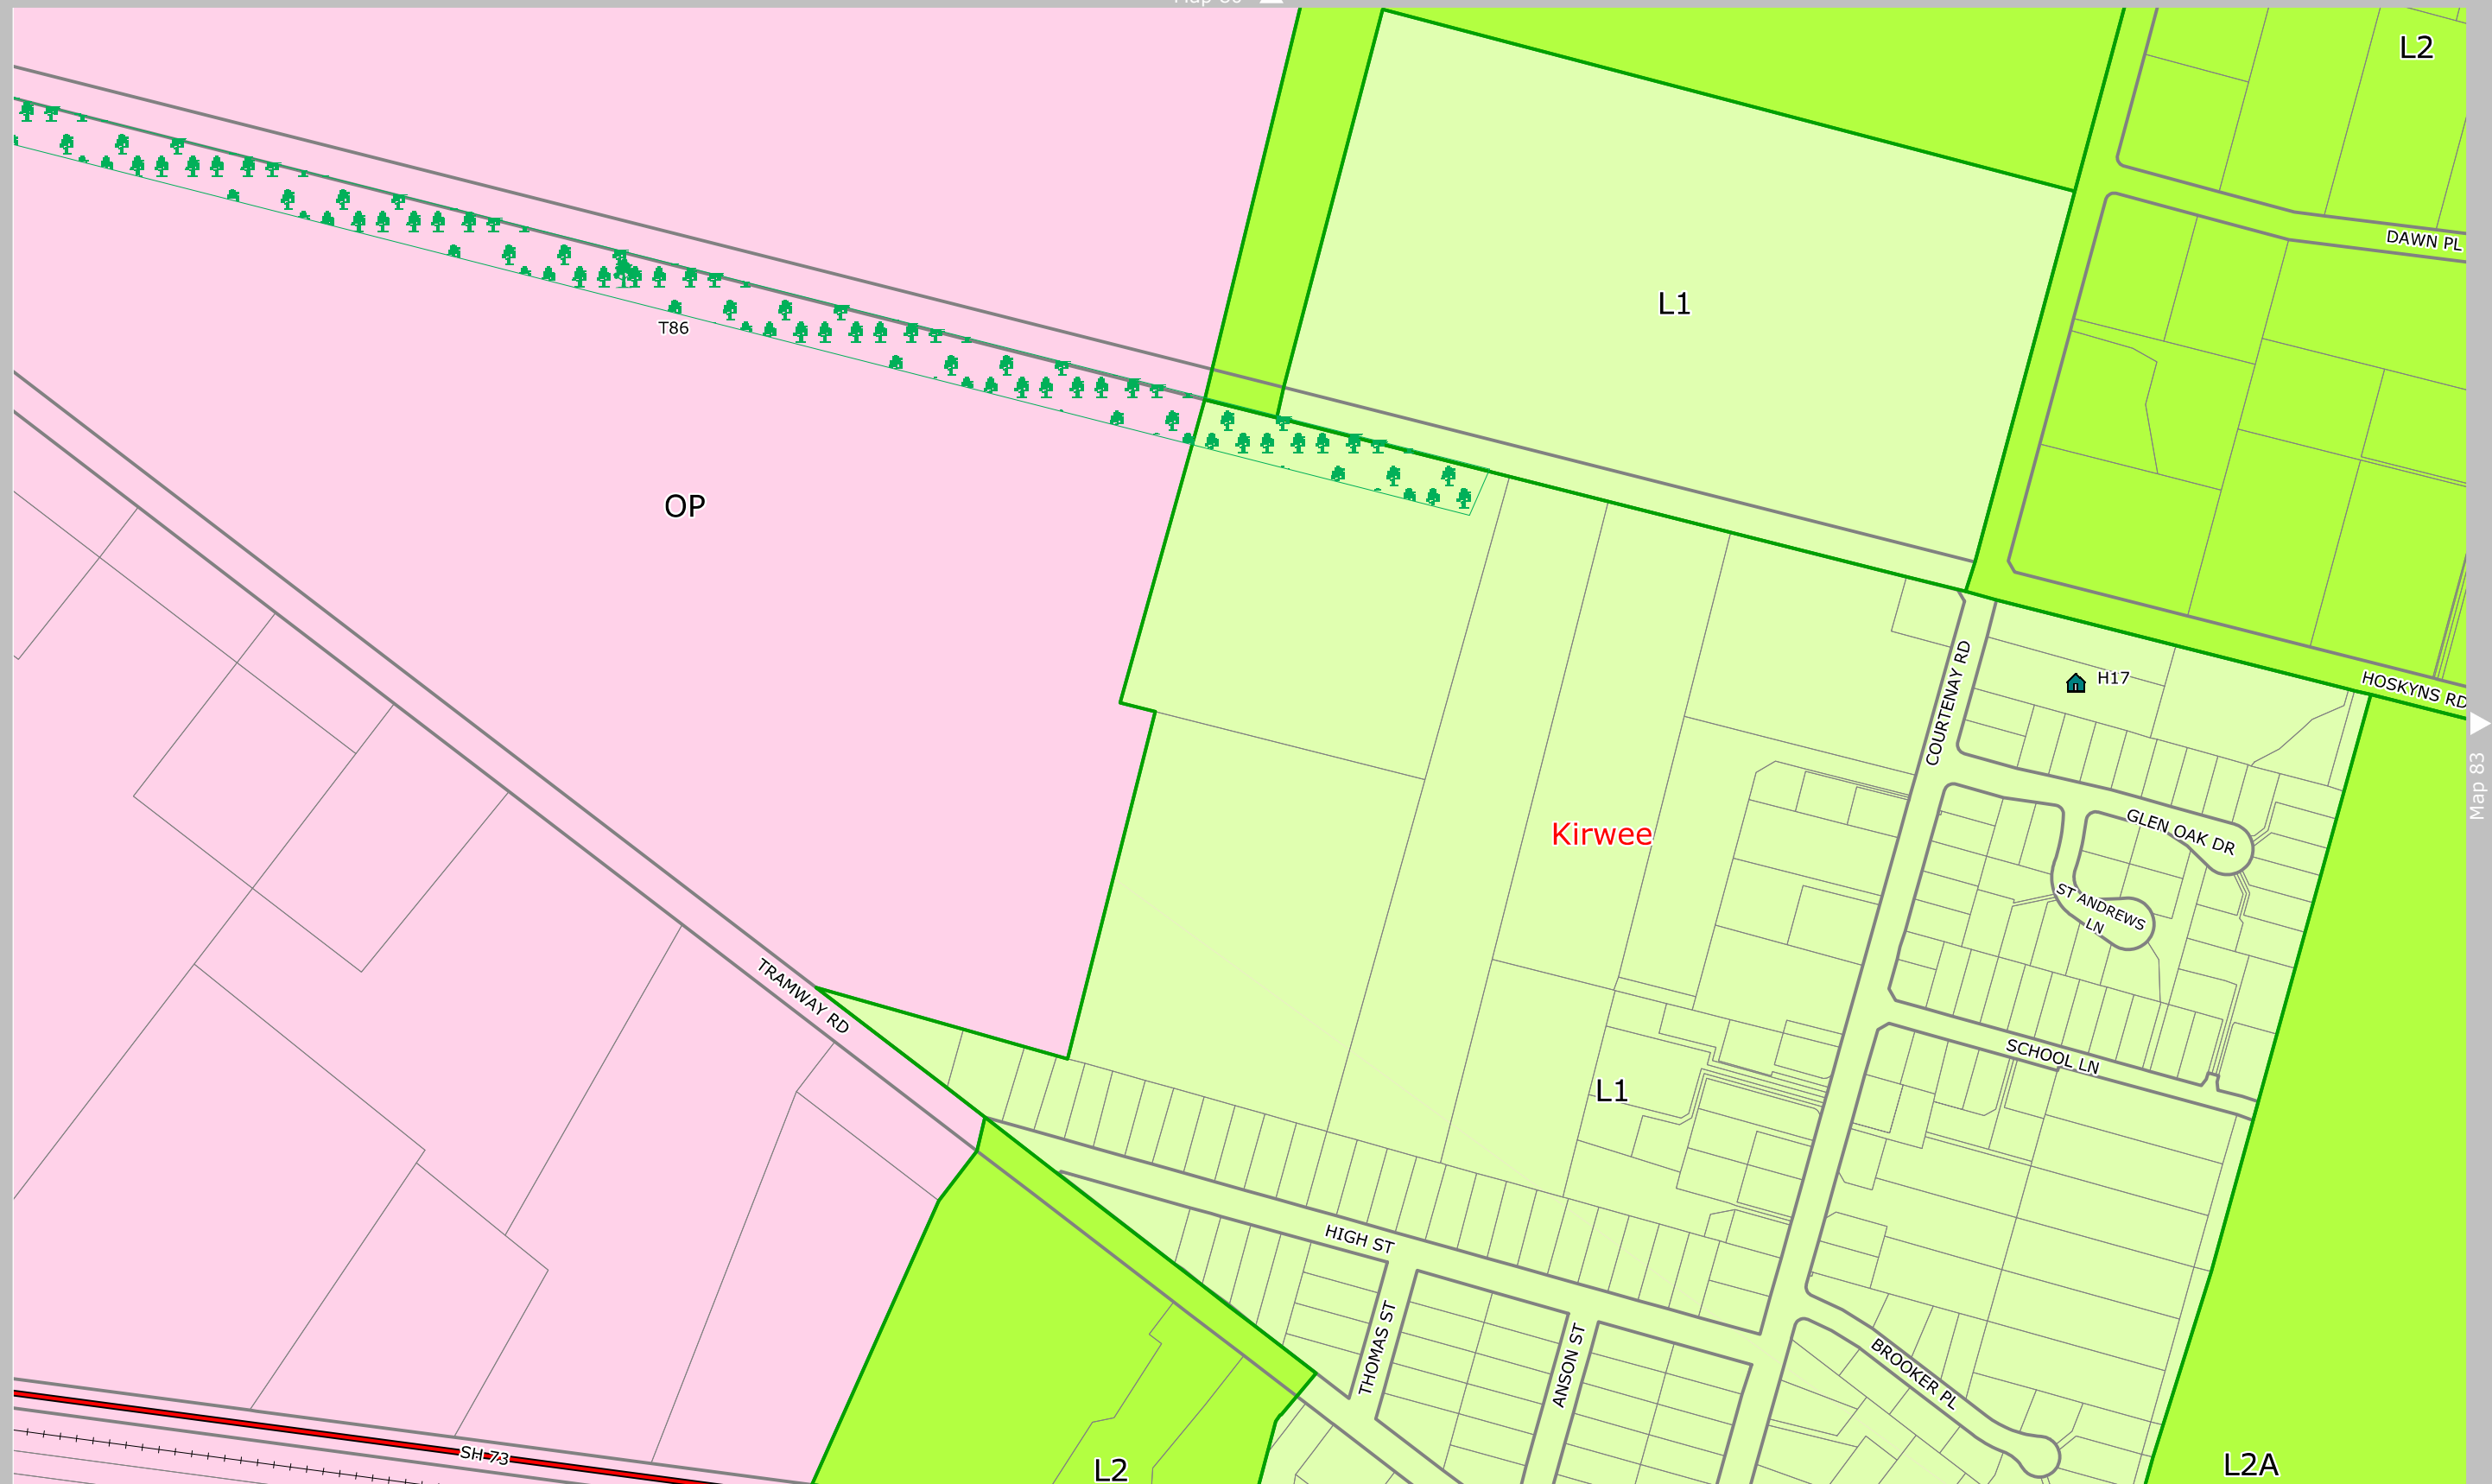 L2
DAWN PL
L1
T86
OP
COURTENAY RD
H17
HOSKYNS RD
Map 83
Kirwee
GLEN OAK DR
ST ANDREWS
LN
TRAMWAY RD
SCHOOL LN
L1
HIGH ST
THOMAS ST
ANSON ST
BROOKER PL
SH 73
L2
L2A